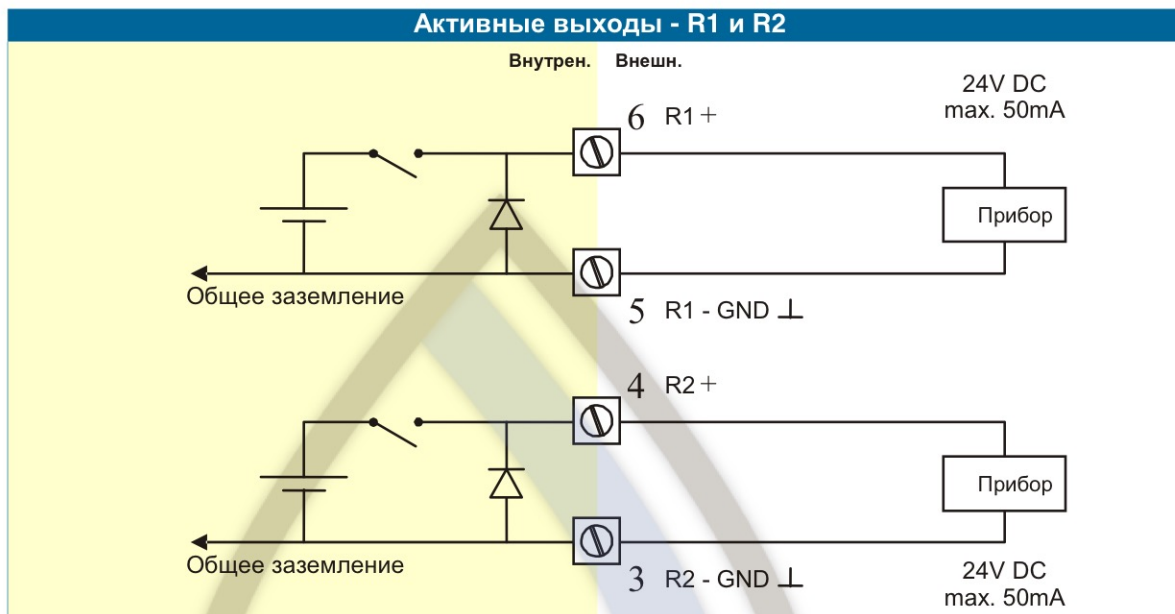 Активные выходы - R1 и R2
Внутрен. Внешн.
24V DC
max. 50mA
6 R1 +
Прибор
Общее заземление
5 R1 - GND ⊥
4 R2 +
Прибор
Общее заземление
3 R2 - GND ⊥
24V DC
max. 50mA